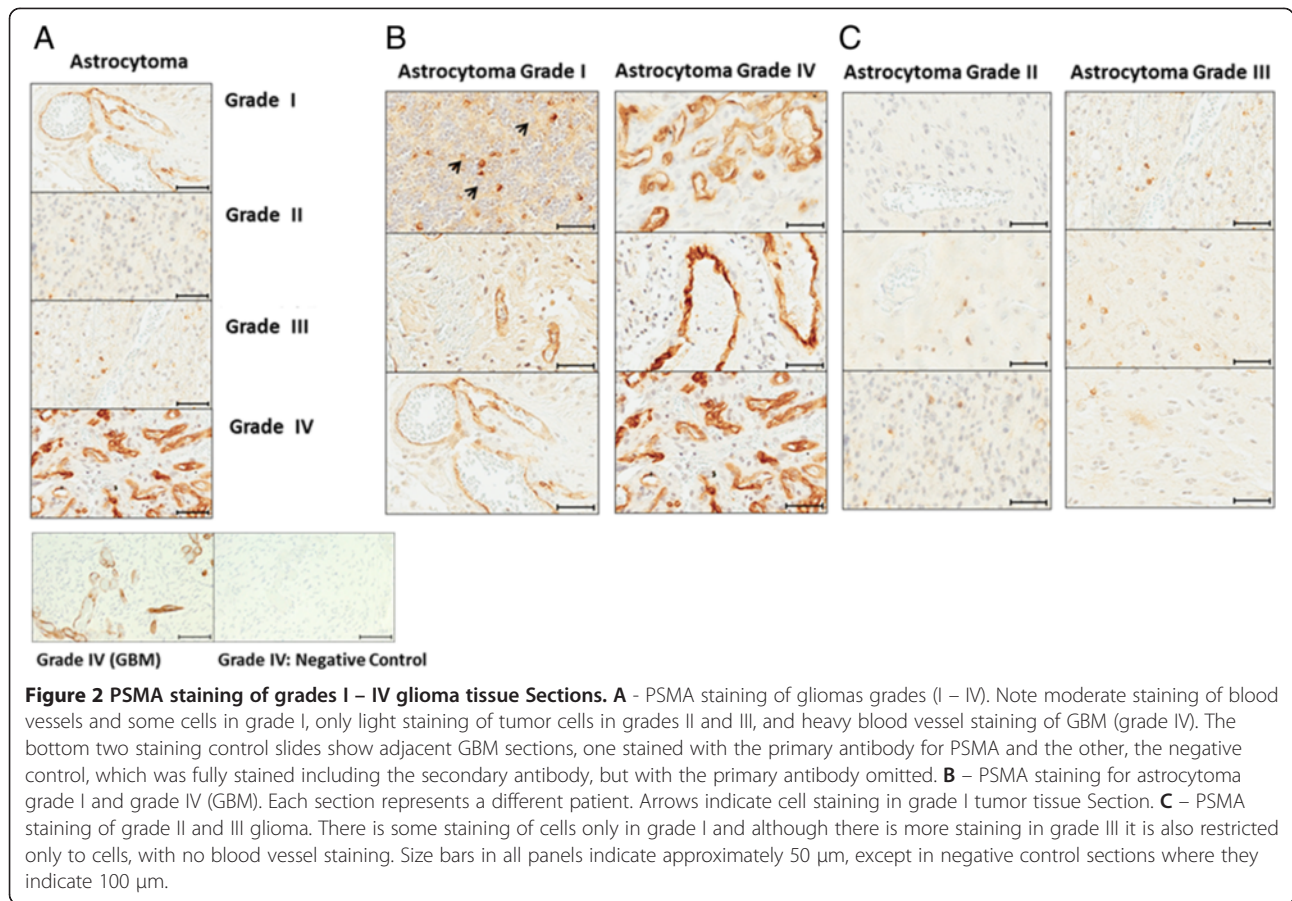 A
Astrocytoma
Grade I
Grade II
Grade III
Grade IV
Grade IV (GBM)
Grade IV: Negative Control
B
Astrocytoma Grade I
Astrocytoma Grade IV
C
Astrocytoma Grade II
Astrocytoma Grade III
Figure 2 PSMA staining of grades I – IV glioma tissue Sections. A - PSMA staining of gliomas grades (I – IV). Note moderate staining of blood
vessels and some cells in grade I, only light staining of tumor cells in grades II and III, and heavy blood vessel staining of GBM (grade IV). The
bottom two staining control slides show adjacent GBM sections, one stained with the primary antibody for PSMA and the other, the negative
control, which was fully stained including the secondary antibody, but with the primary antibody omitted. B – PSMA staining for astrocytoma
grade I and grade IV (GBM). Each section represents a different patient. Arrows indicate cell staining in grade I tumor tissue Section. C – PSMA
staining of grade II and III glioma. There is some staining of cells only in grade I and although there is more staining in grade III it is also restricted
only to cells, with no blood vessel staining. Size bars in all panels indicate approximately 50 μm, except in negative control sections where they
indicate 100 μm.